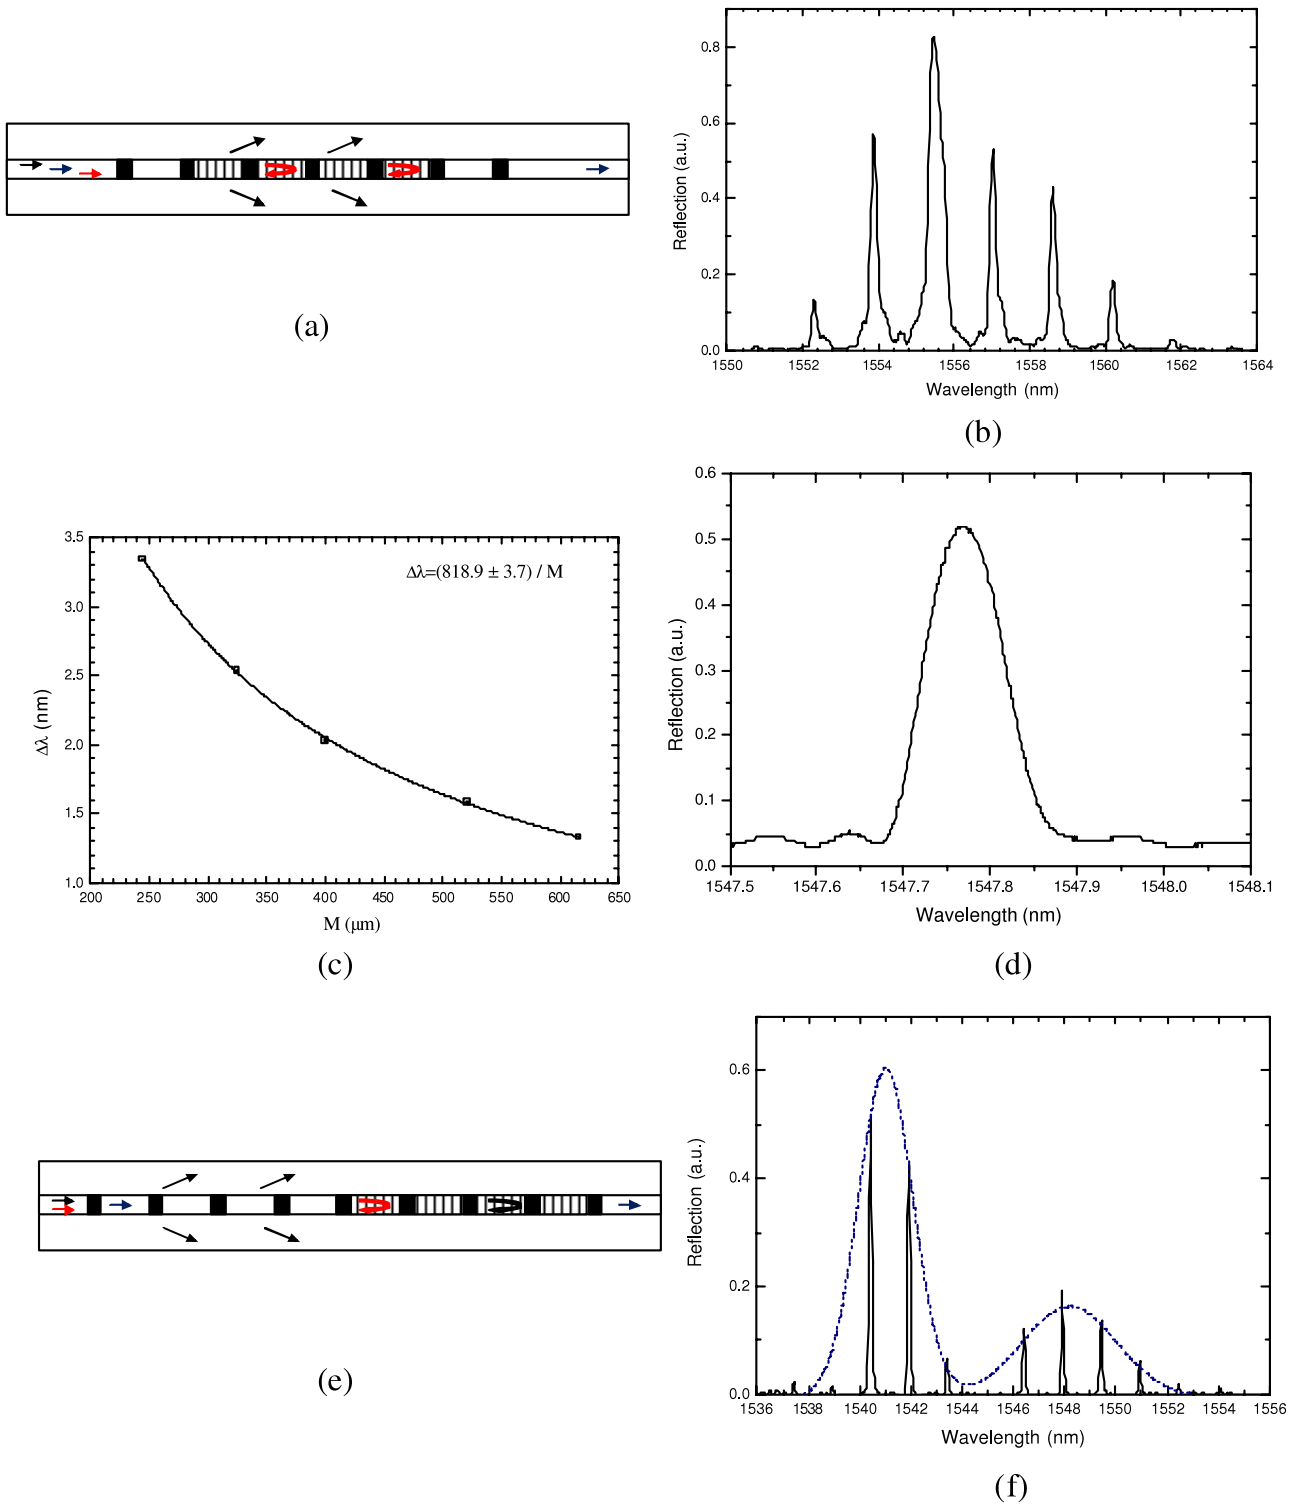 (a)
0.8
0.6
0.4
0.2
0.0
Reflection (a.u.)
1550 1552 1554 1556 1558 1560 1562 1564
Wavelength (nm)
(b)
3.5
3.0
2.5
2.0
1.5
1.0
Δλ (nm)
Δλ=(818.9 ± 3.7) / M
200 250 300 350 400 450 500 550 600 650
M (μm)
(c)
0.6
0.5
0.4
0.3
0.2
0.1
0.0
Reflection (a.u.)
1547.5 1547.6 1547.7 1547.8 1547.9 1548.0 1548.1
Wavelength (nm)
(d)
(e)
0.6
0.4
0.2
0.0
Reflection (a.u.)
1536 1538 1540 1542 1544 1546 1548 1550 1552 1554 1556
Wavelength (nm)
(f)